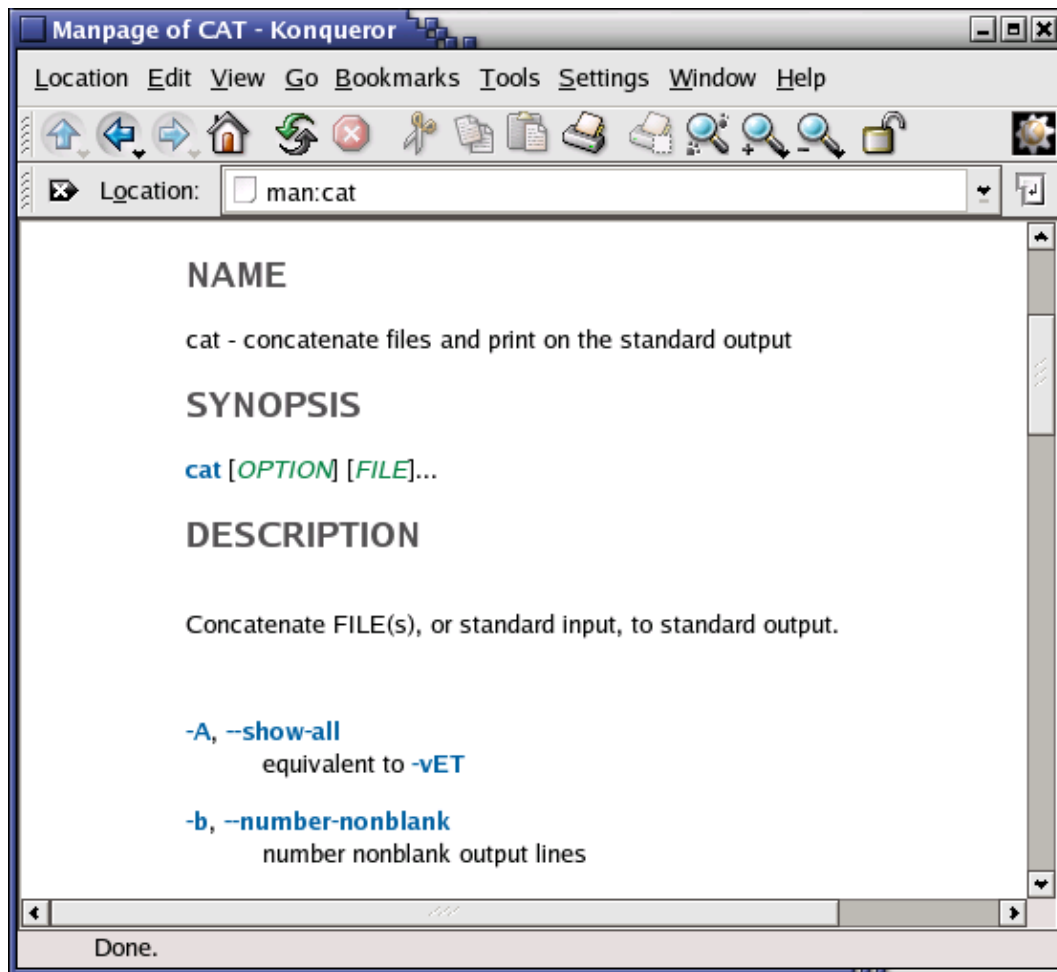 Manpage of CAT - Konqueror
Location Edit View Go Bookmarks Tools Settings Window Help
Location: man:cat
NAME
cat - concatenate files and print on the standard output
SYNOPSIS
cat [OPTION] [FILE]...
DESCRIPTION
Concatenate FILE(s), or standard input, to standard output.
-A, --show-all
equivalent to -vET
-b, --number-nonblank
number nonblank output lines
Done.